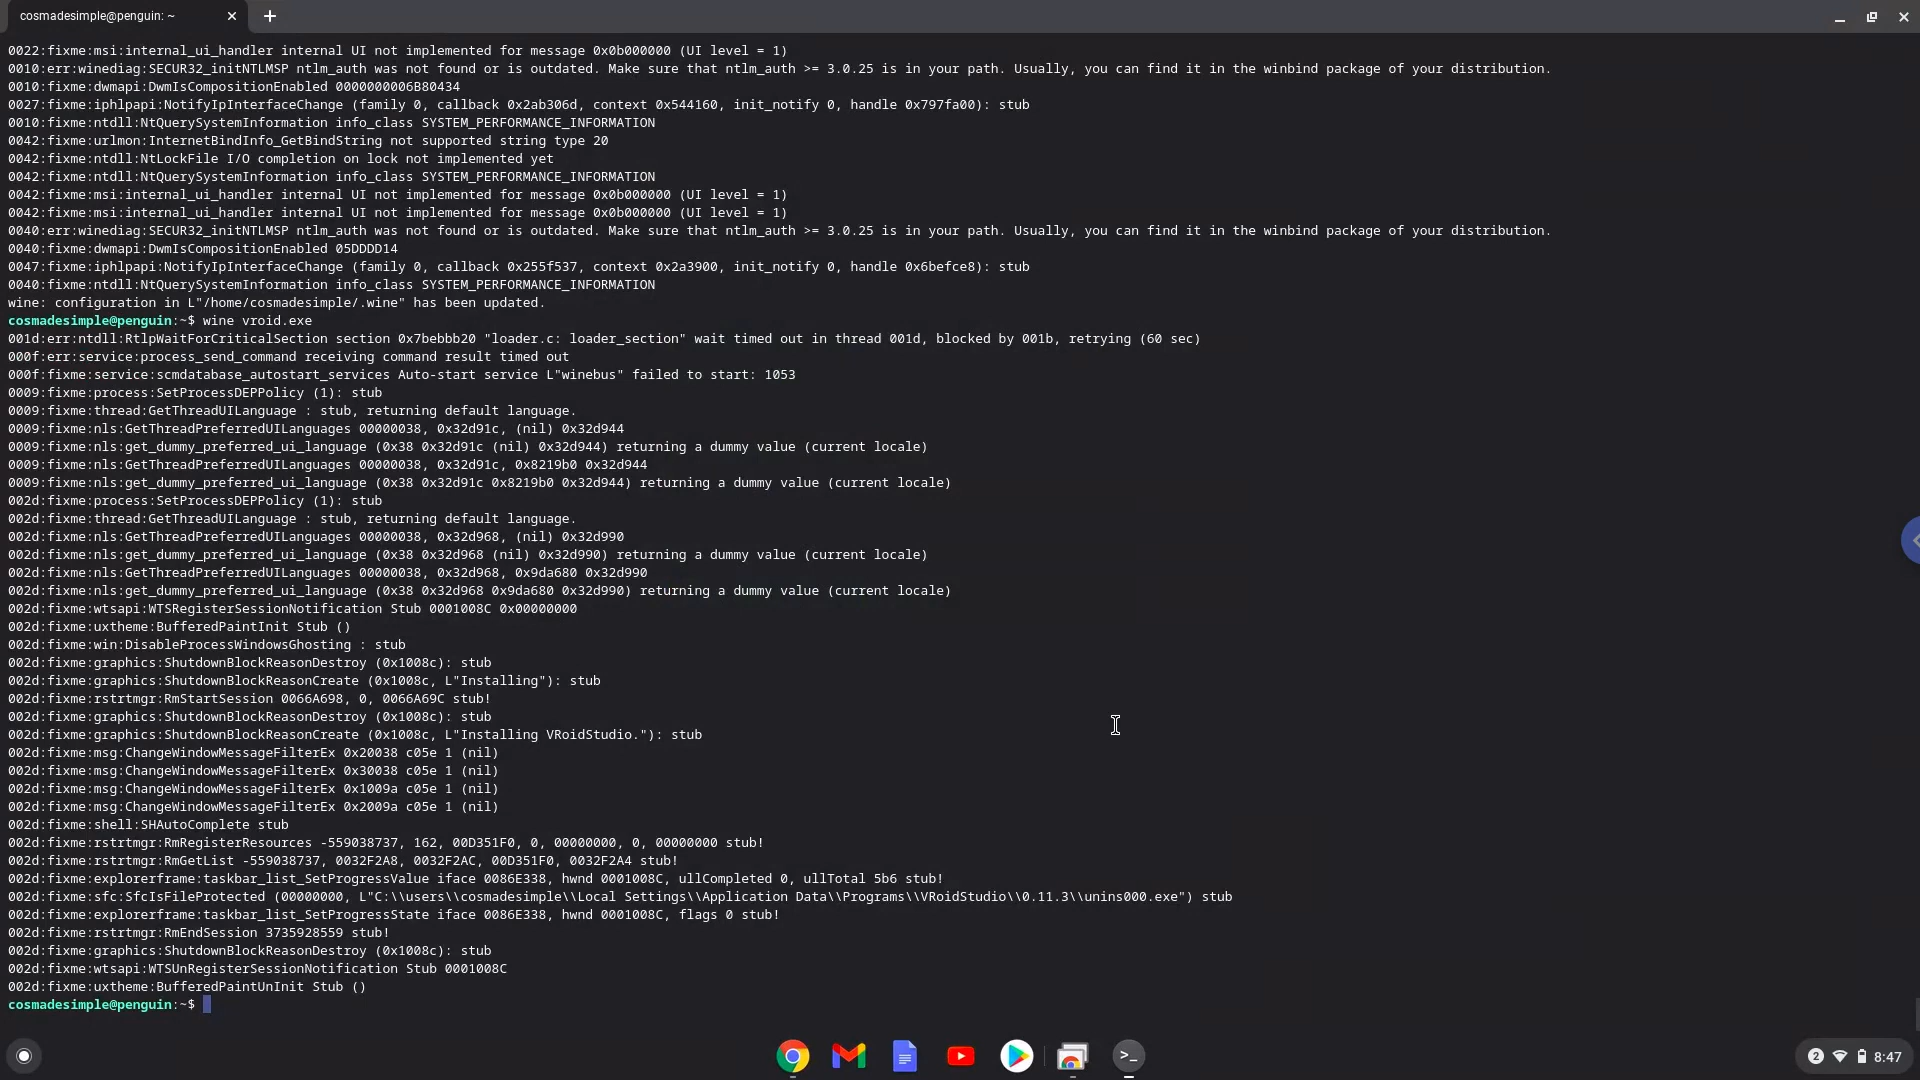 cosmadesimple@penguin: ~
0022:fixme:msi:internal_ui_handler internal UI not implemented for message 0x0b000000 (UI level = 1)
0010:err:winediag:SECUR32_initNTLMSP ntlm_auth was not found or is outdated. Make sure that ntlm_auth >= 3.0.25 is in your path. Usually, you can find it in the winbind package of your distribution.
0010:fixme:dwmapi:DwmIsCompositionEnabled 0000000006B80434
0027:fixme:iphlpapi:NotifyIpInterfaceChange (family 0, callback 0x2ab306d, context 0x544160, init_notify 0, handle 0x797fa00): stub
0010:fixme:ntdll:NtQuerySystemInformation info_class SYSTEM_PERFORMANCE_INFORMATION
0042:fixme:urlmon:InternetBindInfo_GetBindString not supported string type 20
0042:fixme:ntdll:NtLockFile I/O completion on lock not implemented yet
0042:fixme:ntdll:NtQuerySystemInformation info_class SYSTEM_PERFORMANCE_INFORMATION
0042:fixme:msi:internal_ui_handler internal UI not implemented for message 0x0b000000 (UI level = 1)
0042:fixme:msi:internal_ui_handler internal UI not implemented for message 0x0b000000 (UI level = 1)
0040:err:winediag:SECUR32_initNTLMSP ntlm_auth was not found or is outdated. Make sure that ntlm_auth >= 3.0.25 is in your path. Usually, you can find it in the winbind package of your distribution.
0040:fixme:dwmapi:DwmIsCompositionEnabled 05DDDD14
0047:fixme:iphlpapi:NotifyIpInterfaceChange (family 0, callback 0x255f537, context 0x2a3900, init_notify 0, handle 0x6befce8): stub
0040:fixme:ntdll:NtQuerySystemInformation info_class SYSTEM_PERFORMANCE_INFORMATION
wine: configuration in L"/home/cosmadesimple/.wine" has been updated.
cosmadesimple@penguin:~$ wine vroid.exe
001d:err:ntdll:RtlpWaitForCriticalSection section 0x7bebbb20 "loader.c: loader_section" wait timed out in thread 001d, blocked by 001b, retrying (60 sec)
000f:err:service:process_send_command receiving command result timed out
000f:fixme:service:scmdatabase_autostart_services Auto-start service L"winebus" failed to start: 1053
0009:fixme:process:SetProcessDEPPolicy (1): stub
0009:fixme:thread:GetThreadUILanguage : stub, returning default language.
0009:fixme:nls:GetThreadPreferredUILanguages 00000038, 0x32d91c, (nil) 0x32d944
0009:fixme:nls:get_dummy_preferred_ui_language (0x38 0x32d91c (nil) 0x32d944) returning a dummy value (current locale)
0009:fixme:nls:GetThreadPreferredUILanguages 00000038, 0x32d91c, 0x8219b0 0x32d944
0009:fixme:nls:get_dummy_preferred_ui_language (0x38 0x32d91c 0x8219b0 0x32d944) returning a dummy value (current locale)
002d:fixme:process:SetProcessDEPPolicy (1): stub
002d:fixme:thread:GetThreadUILanguage : stub, returning default language.
002d:fixme:nls:GetThreadPreferredUILanguages 00000038, 0x32d968, (nil) 0x32d990
002d:fixme:nls:get_dummy_preferred_ui_language (0x38 0x32d968 (nil) 0x32d990) returning a dummy value (current locale)
002d:fixme:nls:GetThreadPreferredUILanguages 00000038, 0x32d968, 0x9da680 0x32d990
002d:fixme:nls:get_dummy_preferred_ui_language (0x38 0x32d968 0x9da680 0x32d990) returning a dummy value (current locale)
002d:fixme:wtsapi:WTSRegisterSessionNotification Stub 0001008C 0x00000000
002d:fixme:uxtheme:BufferedPaintInit Stub ()
002d:fixme:win:DisableProcessWindowsGhosting : stub
002d:fixme:graphics:ShutdownBlockReasonDestroy (0x1008c): stub
002d:fixme:graphics:ShutdownBlockReasonCreate (0x1008c, L"Installing"): stub
002d:fixme:rstrtmgr:RmStartSession 0066A698, 0, 0066A69C stub!
002d:fixme:graphics:ShutdownBlockReasonDestroy (0x1008c): stub
002d:fixme:graphics:ShutdownBlockReasonCreate (0x1008c, L"Installing VRoidStudio."): stub
002d:fixme:msg:ChangeWindowMessageFilterEx 0x20038 c05e 1 (nil)
002d:fixme:msg:ChangeWindowMessageFilterEx 0x30038 c05e 1 (nil)
002d:fixme:msg:ChangeWindowMessageFilterEx 0x1009a c05e 1 (nil)
002d:fixme:msg:ChangeWindowMessageFilterEx 0x2009a c05e 1 (nil)
002d:fixme:shell:SHAutoComplete stub
002d:fixme:rstrtmgr:RmRegisterResources -559038737, 162, 00D351F0, 0, 00000000, 0, 00000000 stub!
002d:fixme:rstrtmgr:RmGetList -559038737, 0032F2A8, 0032F2AC, 00D351F0, 0032F2A4 stub!
002d:fixme:explorerframe:taskbar_list_SetProgressValue iface 0086E338, hwnd 0001008C, ullCompleted 0, ullTotal 5b6 stub!
002d:fixme:sfc:SfcIsFileProtected (00000000, L"C:\\users\\cosmadesimple\\Local Settings\\Application Data\\Programs\\VRoidStudio\\0.11.3\\unins000.exe") stub
002d:fixme:explorerframe:taskbar_list_SetProgressState iface 0086E338, hwnd 0001008C, flags 0 stub!
002d:fixme:rstrtmgr:RmEndSession 3735928559 stub!
002d:fixme:graphics:ShutdownBlockReasonDestroy (0x1008c): stub
002d:fixme:wtsapi:WTSUnRegisterSessionNotification Stub 0001008C
002d:fixme:uxtheme:BufferedPaintUnInit Stub ()
cosmadesimple@penguin:~$
>_
2 8:47